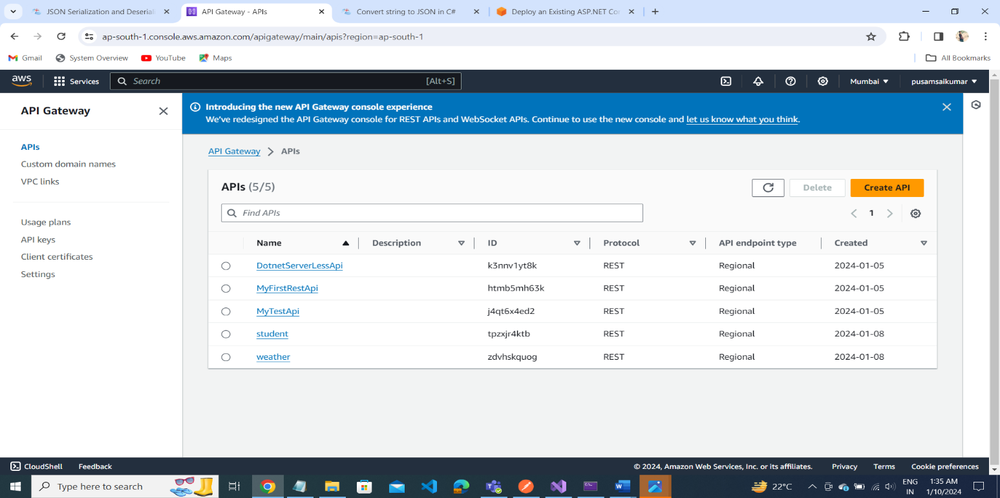 JSON Serialization and Deseriali
API Gateway - APIs
Convert string to JSON in C#
Deploy an Existing ASP.NET Cor
ap-south-1.console.aws.amazon.com/apigateway/main/apis?region=ap-south-1
Gmail
System Overview
YouTube
Maps
All Bookmarks
aws
Services
Search
[Alt+S]
Mumbai
pusamsaikumar
API Gateway
Introducing the new API Gateway console experience
We've redesigned the API Gateway console for REST APIs and WebSocket APIs. Continue to use the new console and let us know what you think.
APIs
Custom domain names
VPC links
Usage plans
API keys
Client certificates
Settings
API Gateway > APIs
APIs (5/5)
Delete
Create API
Find APIs
1
Name Description ID Protocol API endpoint type Created
DotnetServerLessApi k3nnv1yt8k REST Regional 2024-01-05
MyFirstRestApi htmb5mh63k REST Regional 2024-01-05
MyTestApi j4qt6x4ed2 REST Regional 2024-01-05
student tpzxjr4ktb REST Regional 2024-01-08
weather zdvhskquog REST Regional 2024-01-08
CloudShell
Feedback
© 2024, Amazon Web Services, Inc. or its affiliates.
Privacy
Terms
Cookie preferences
Type here to search
22°C
ENG
IN
1:35 AM
1/10/2024